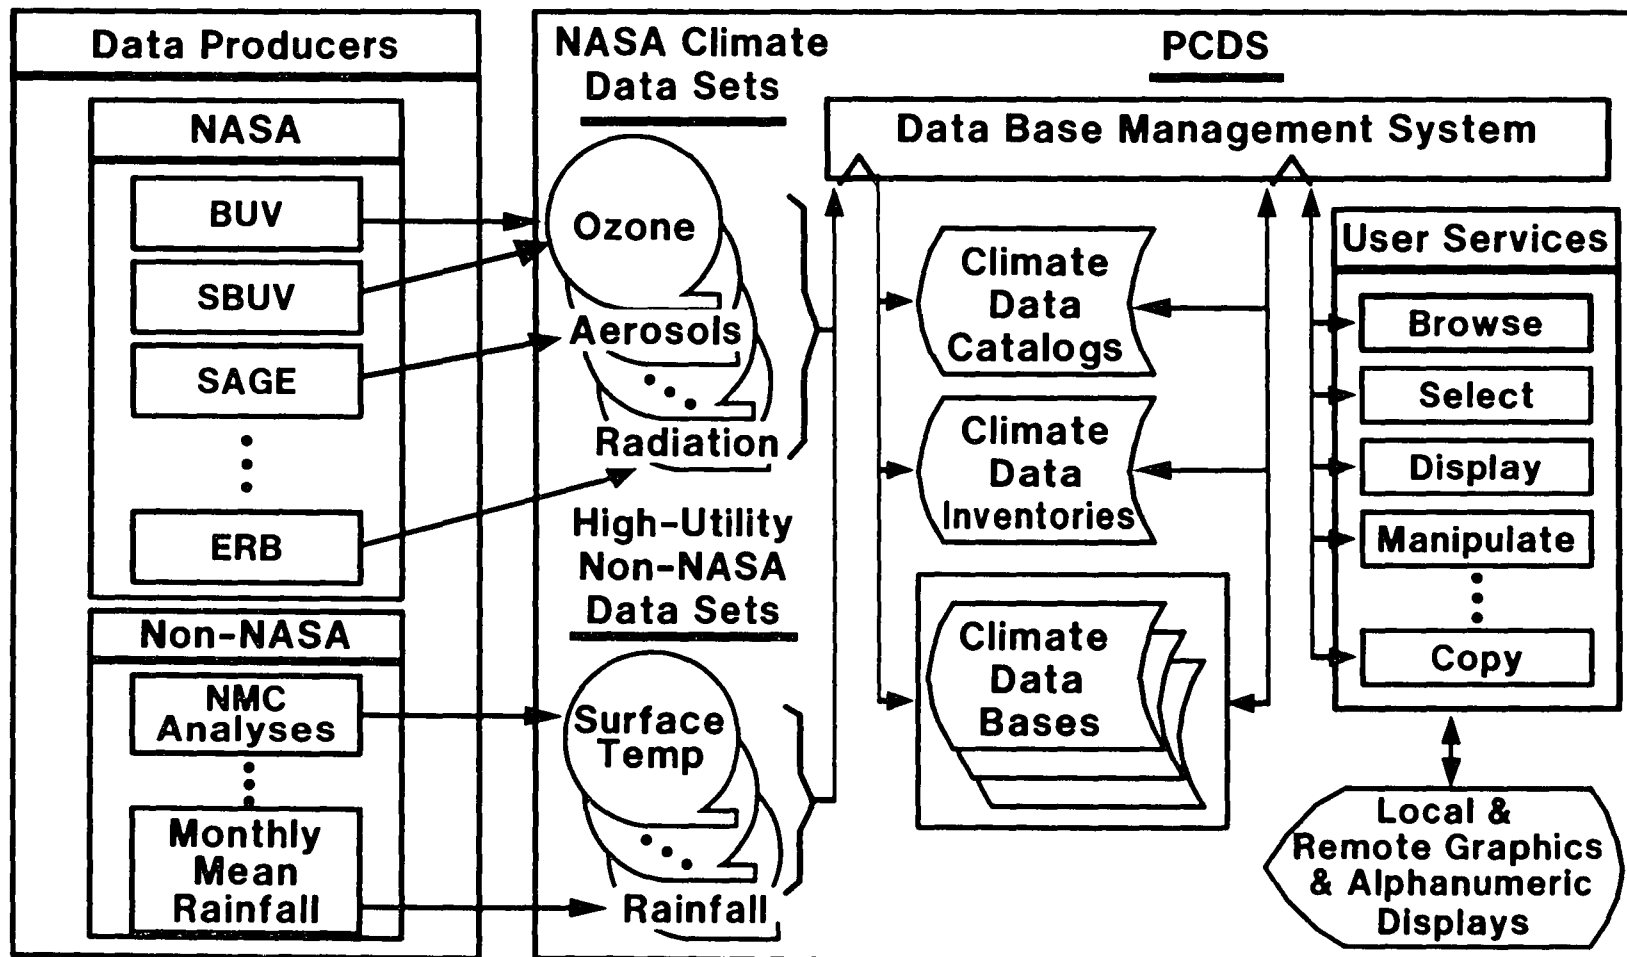 Data Producers
NASA
BUV
SBUV
SAGE
ERB
Non-NASA
NMC
Analyses
Monthly
Mean
Rainfall
NASA Climate
Data Sets
Ozone
Aerosols
Radiation
High-Utility
Non-NASA
Data Sets
Surface
Temp
Rainfall
PCDS
Data Base Management System
Climate
Data
Catalogs
Climate
Data
Inventories
Climate
Data
Bases
User Services
Browse
Select
Display
Manipulate
Copy
Local &
Remote Graphics
& Alphanumeric
Displays